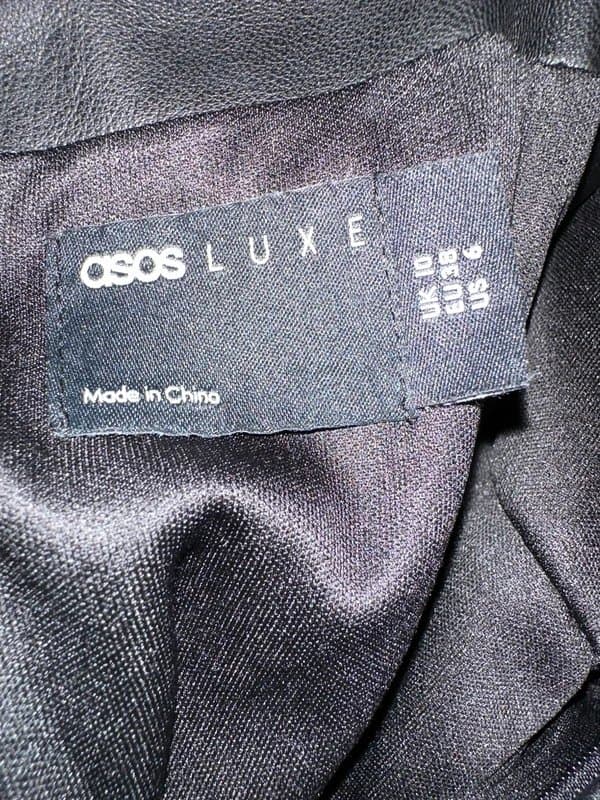 asos LUXE
Made in China
UK 10
EU 38
US 6